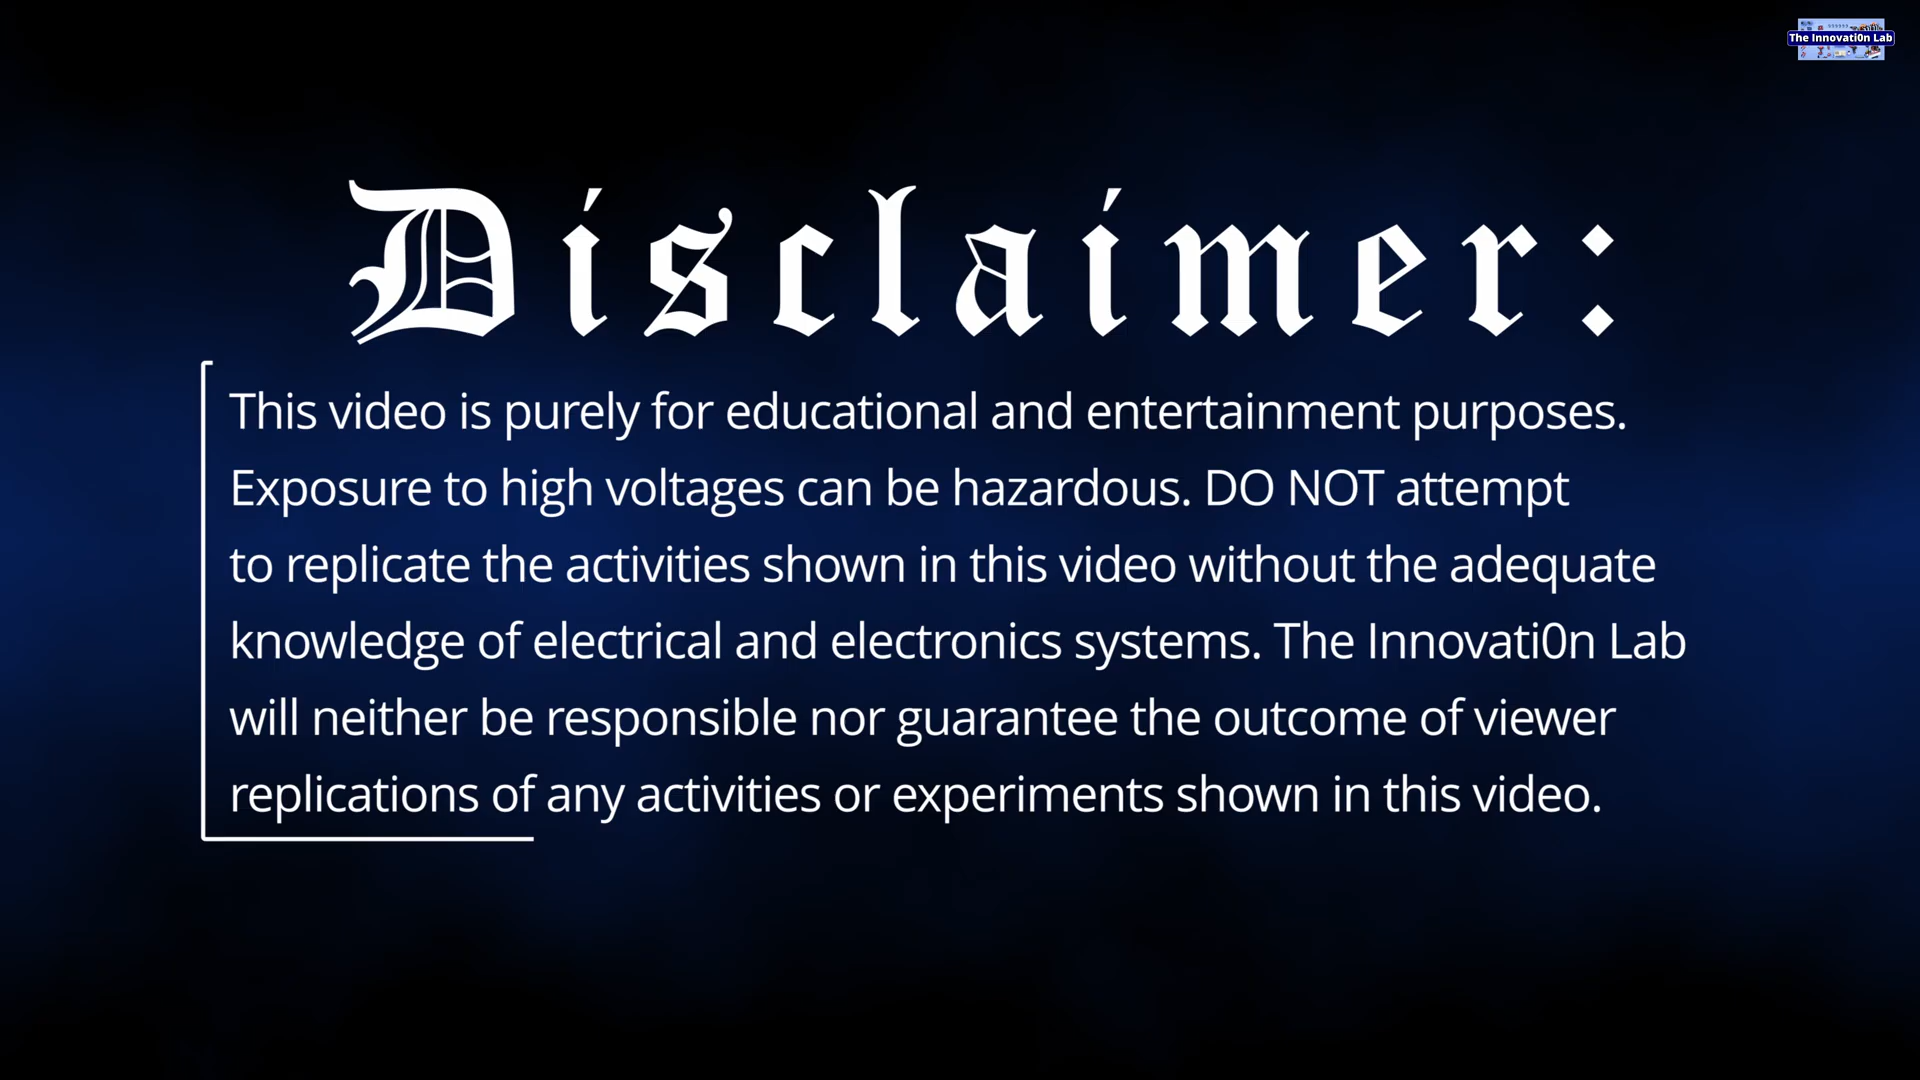 The Innovati0n Lab
Disclaimer:
This video is purely for educational and entertainment purposes.
Exposure to high voltages can be hazardous. DO NOT attempt
to replicate the activities shown in this video without the adequate
knowledge of electrical and electronics systems. The Innovati0n Lab
will neither be responsible nor guarantee the outcome of viewer
replications of any activities or experiments shown in this video.